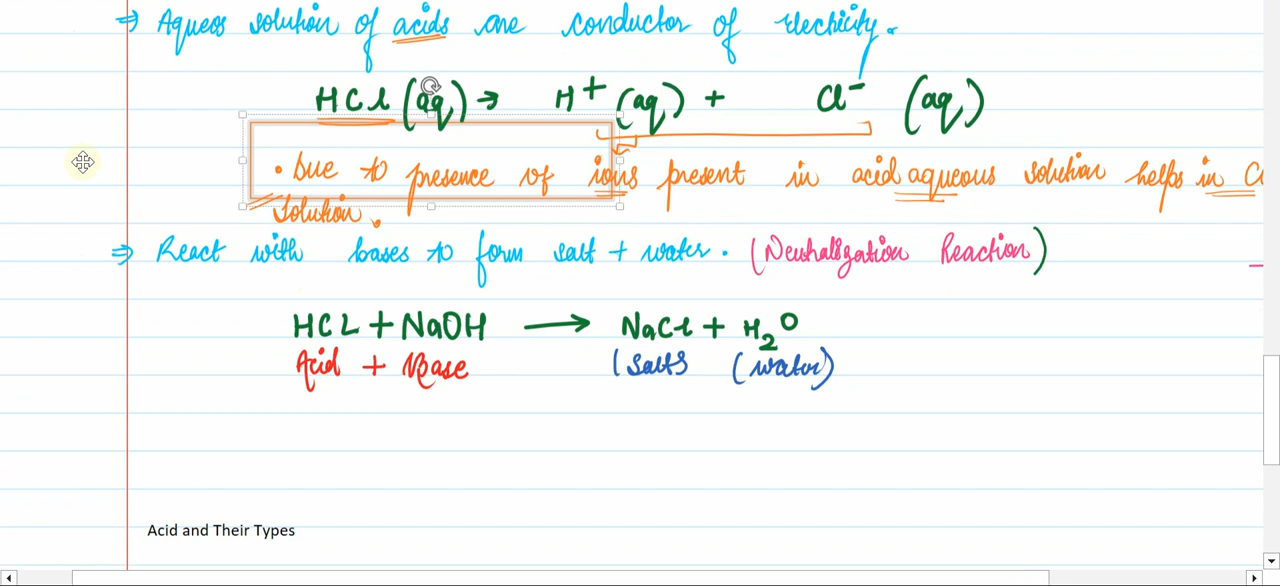 ⇒ Aqueos solution of acids are conductor of electricity.
HCl (aq) → H⁺ (aq) + Cl⁻ (aq)
• Due to presence of ions present in acid aqueous solution helps in
solution.
⇒ React with bases to form salt + water. (Neutralization Reaction)
HCL + NaOH ⟶ NaCl + H₂O
Acid + Base (Salts (water)
Acid and Their Types